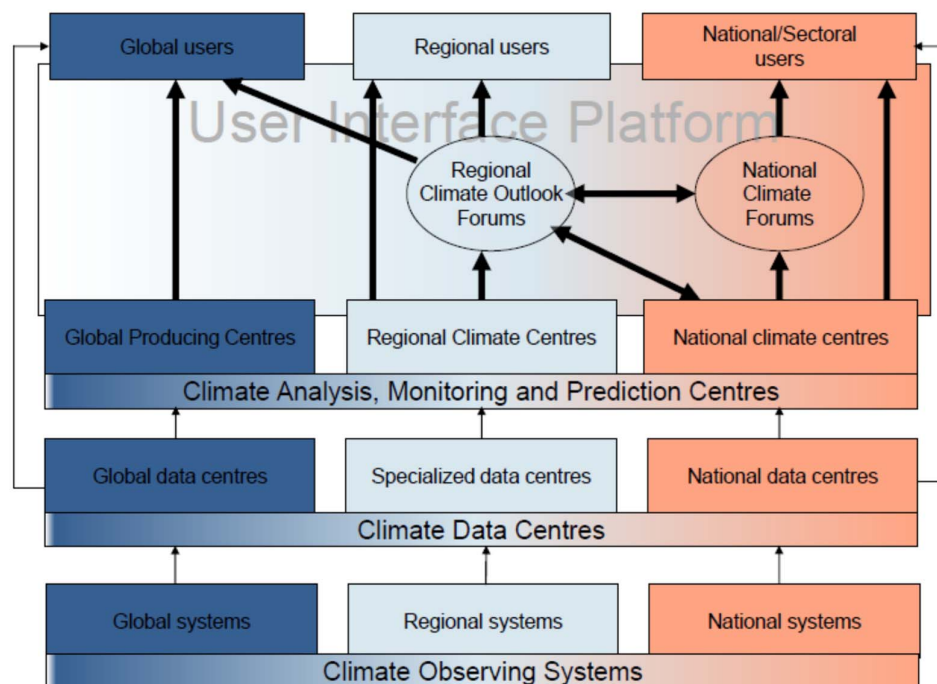 Global users
Regional users
National/Sectoral
users
User Interface Platform
Regional
Climate Outlook
Forums
National
Climate
Forums
Global Producing Centres
Regional Climate Centres
National climate centres
Climate Analysis, Monitoring and Prediction Centres
Global data centres
Specialized data centres
National data centres
Climate Data Centres
Global systems
Regional systems
National systems
Climate Observing Systems